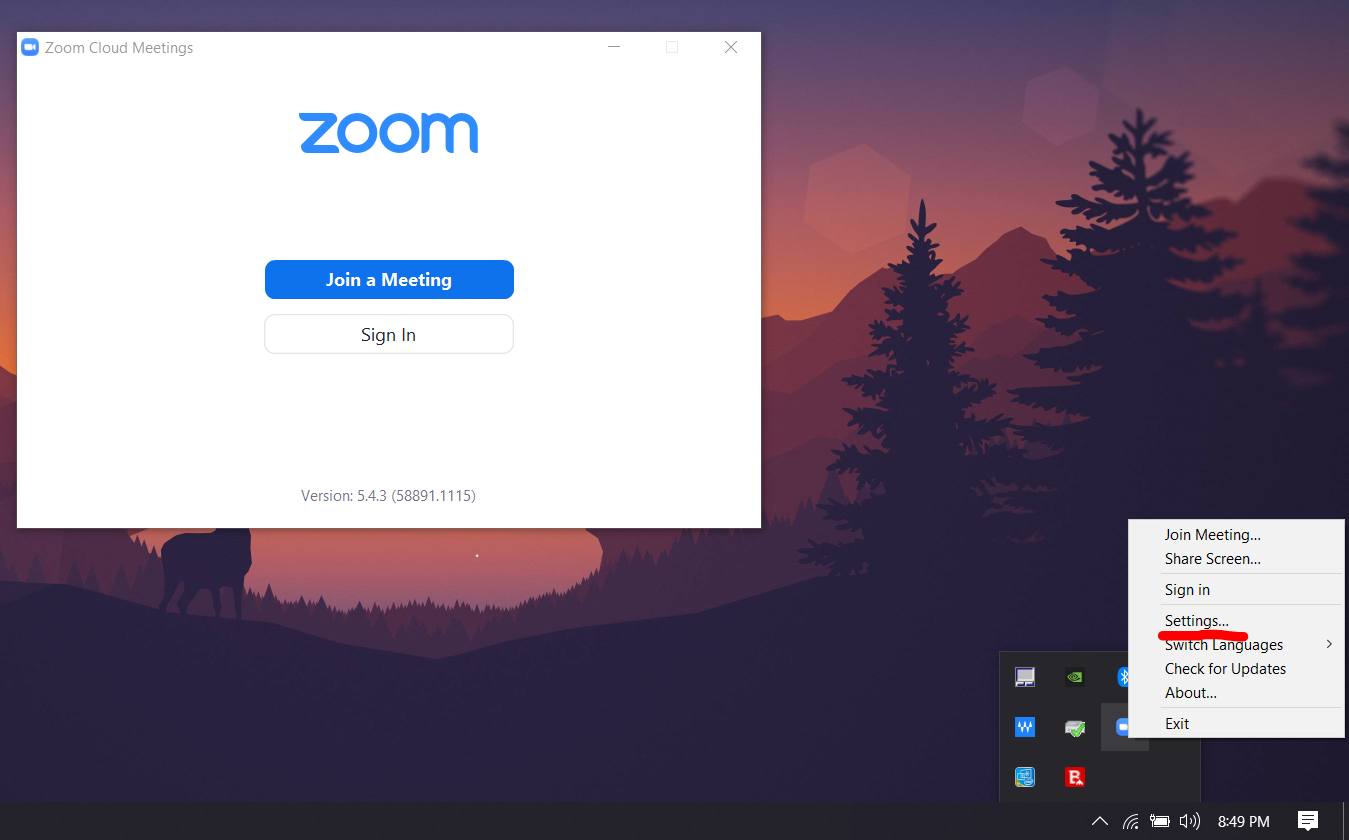 Zoom Cloud Meetings
zoom
Join a Meeting
Sign In
Version: 5.4.3 (58891.1115)
Join Meeting...
Share Screen...
Sign in
Settings...
Switch Languages
Check for Updates
About...
Exit
8:49 PM